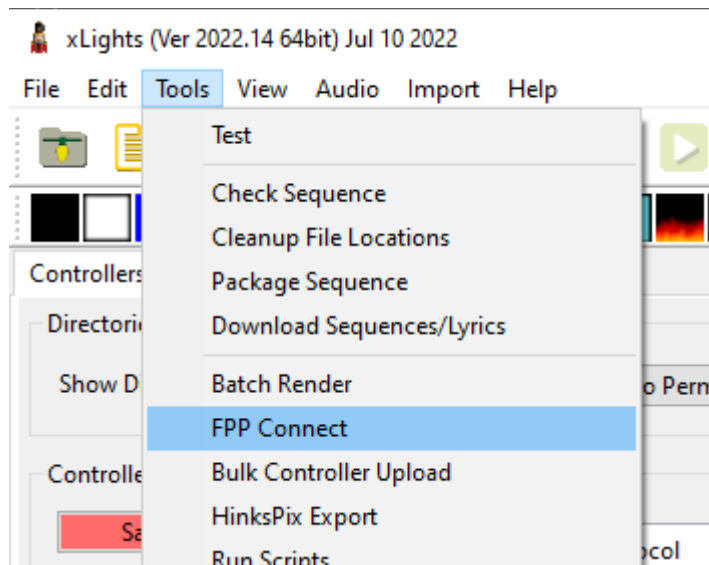 xLights (Ver 2022.14 64bit) Jul 10 2022
File Edit Tools View Audio Import Help
Test
Check Sequence
Cleanup File Locations
Controllers
Package Sequence
Download Sequences/Lyrics
Batch Render
FPP Connect
Bulk Controller Upload
HinksPix Export
Run Scripts